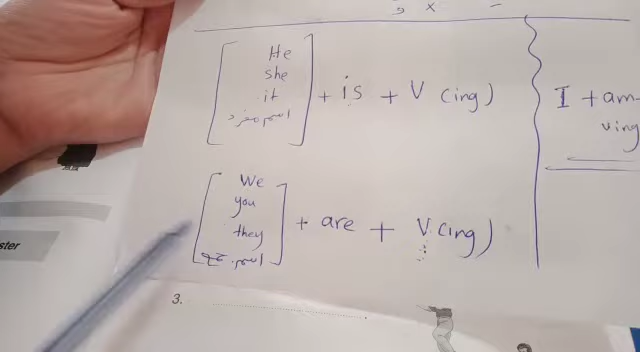 He
she
it
اسم مفرد
+ is + V (ing)
I + am
ving
We
you
they
اسم جمع
+ are + V (ing)
ster
3.